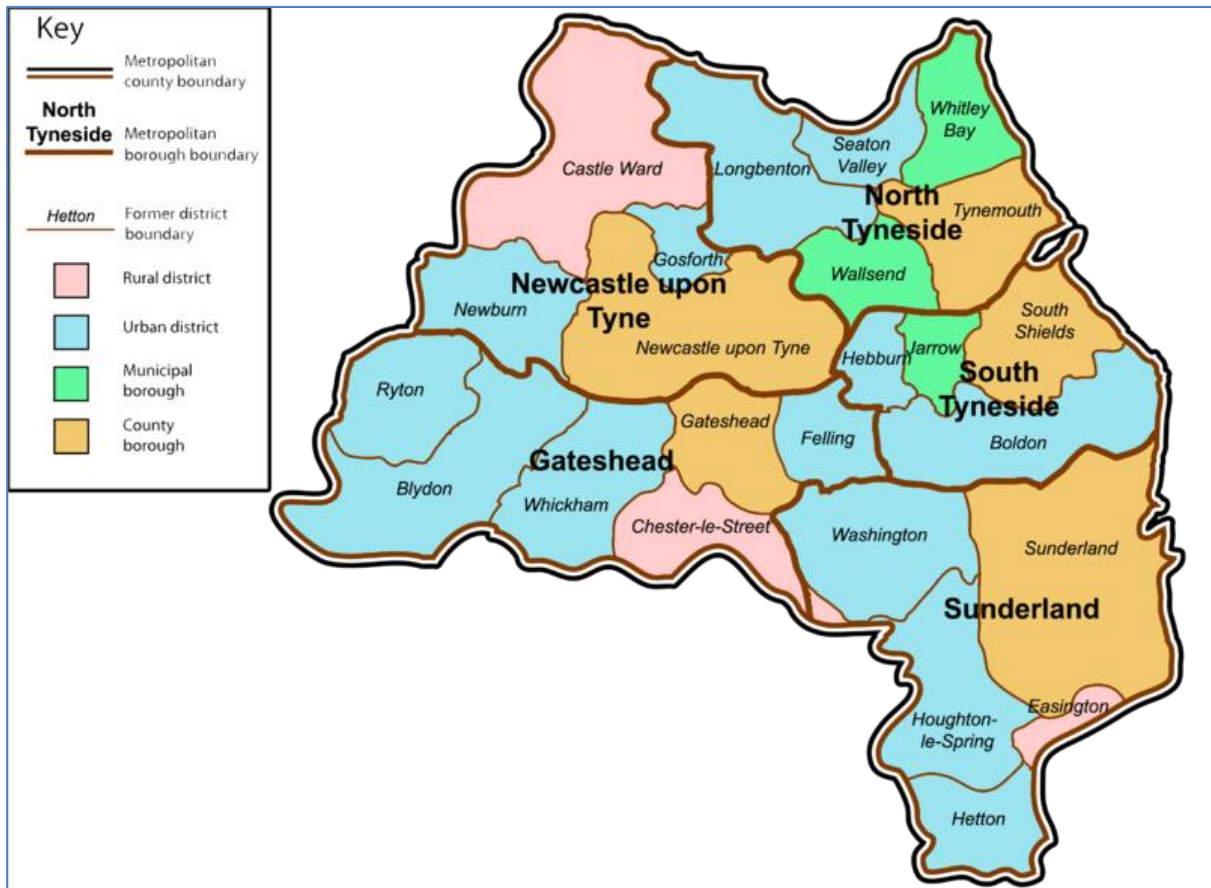 Key
Metropolitan
county boundary
North
Tyneside
Metropolitan
borough boundary
Hetton
Former district
boundary
Rural district
Urban district
Municipal
borough
County
borough
Whitley
Bay
Seaton
Valley
Castle Ward
Longbenton
North
Tyneside
Tynemouth
Gosforth
Wallsend
Newcastle upon
Tyne
Newburn
Newcastle upon Tyne
South
Shields
Hebburn
Jarrow
South
Tyneside
Ryton
Gateshead
Felling
Boldon
Gateshead
Blydon
Whickham
Chester-le-Street
Washington
Sunderland
Sunderland
Easington
Houghton-
le-Spring
Hetton